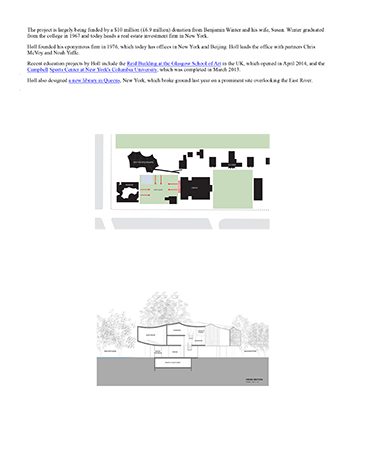 The project is largely being funded by a $10 million (£6.9 million) donation from Benjamin Winter and his wife, Susan. Winter graduated
from the college in 1967 and today heads a real estate investment firm in New York.
Holl founded his eponymous firm in 1976, which today has offices in New York and Beijing. Holl leads the office with partners Chris
McVoy and Noah Yaffe.
Recent education projects by Holl include the Reid Building at the Glasgow School of Art in the UK, which opened in April 2014, and the
Campbell Sports Center at New York's Columbia University, which was completed in March 2013.
Holl also designed a new library in Queens, New York, which broke ground last year on a prominent site overlooking the East River.